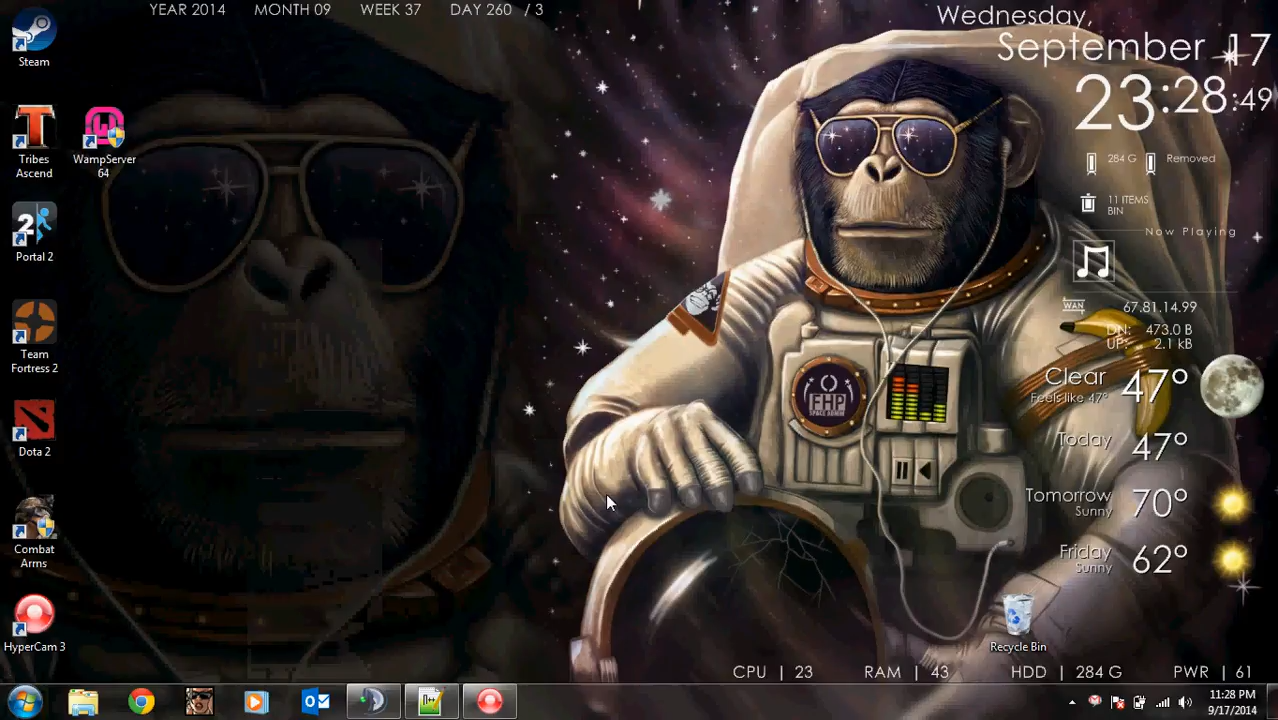 YEAR 2014 MONTH 09 WEEK 37 DAY 260 / 3
Wednesday,
September 17
23:28:49
284 G Removed
11 ITEMS
BIN
Now Playing
WAN 67.81.14.99
DN: 473.0 B
UP: 2.1 kB
Clear 47°
Feels like 47°
Today 47°
Tomorrow 70°
Sunny
Friday 62°
Sunny
Steam
Tribes
Ascend
WampServer
64
2
Portal 2
Team
Fortress 2
Dota 2
Combat
Arms
HyperCam 3
FHP
SPACE ADMIN
Recycle Bin
CPU | 23 RAM | 43 HDD | 284 G PWR | 61
11:28 PM
9/17/2014